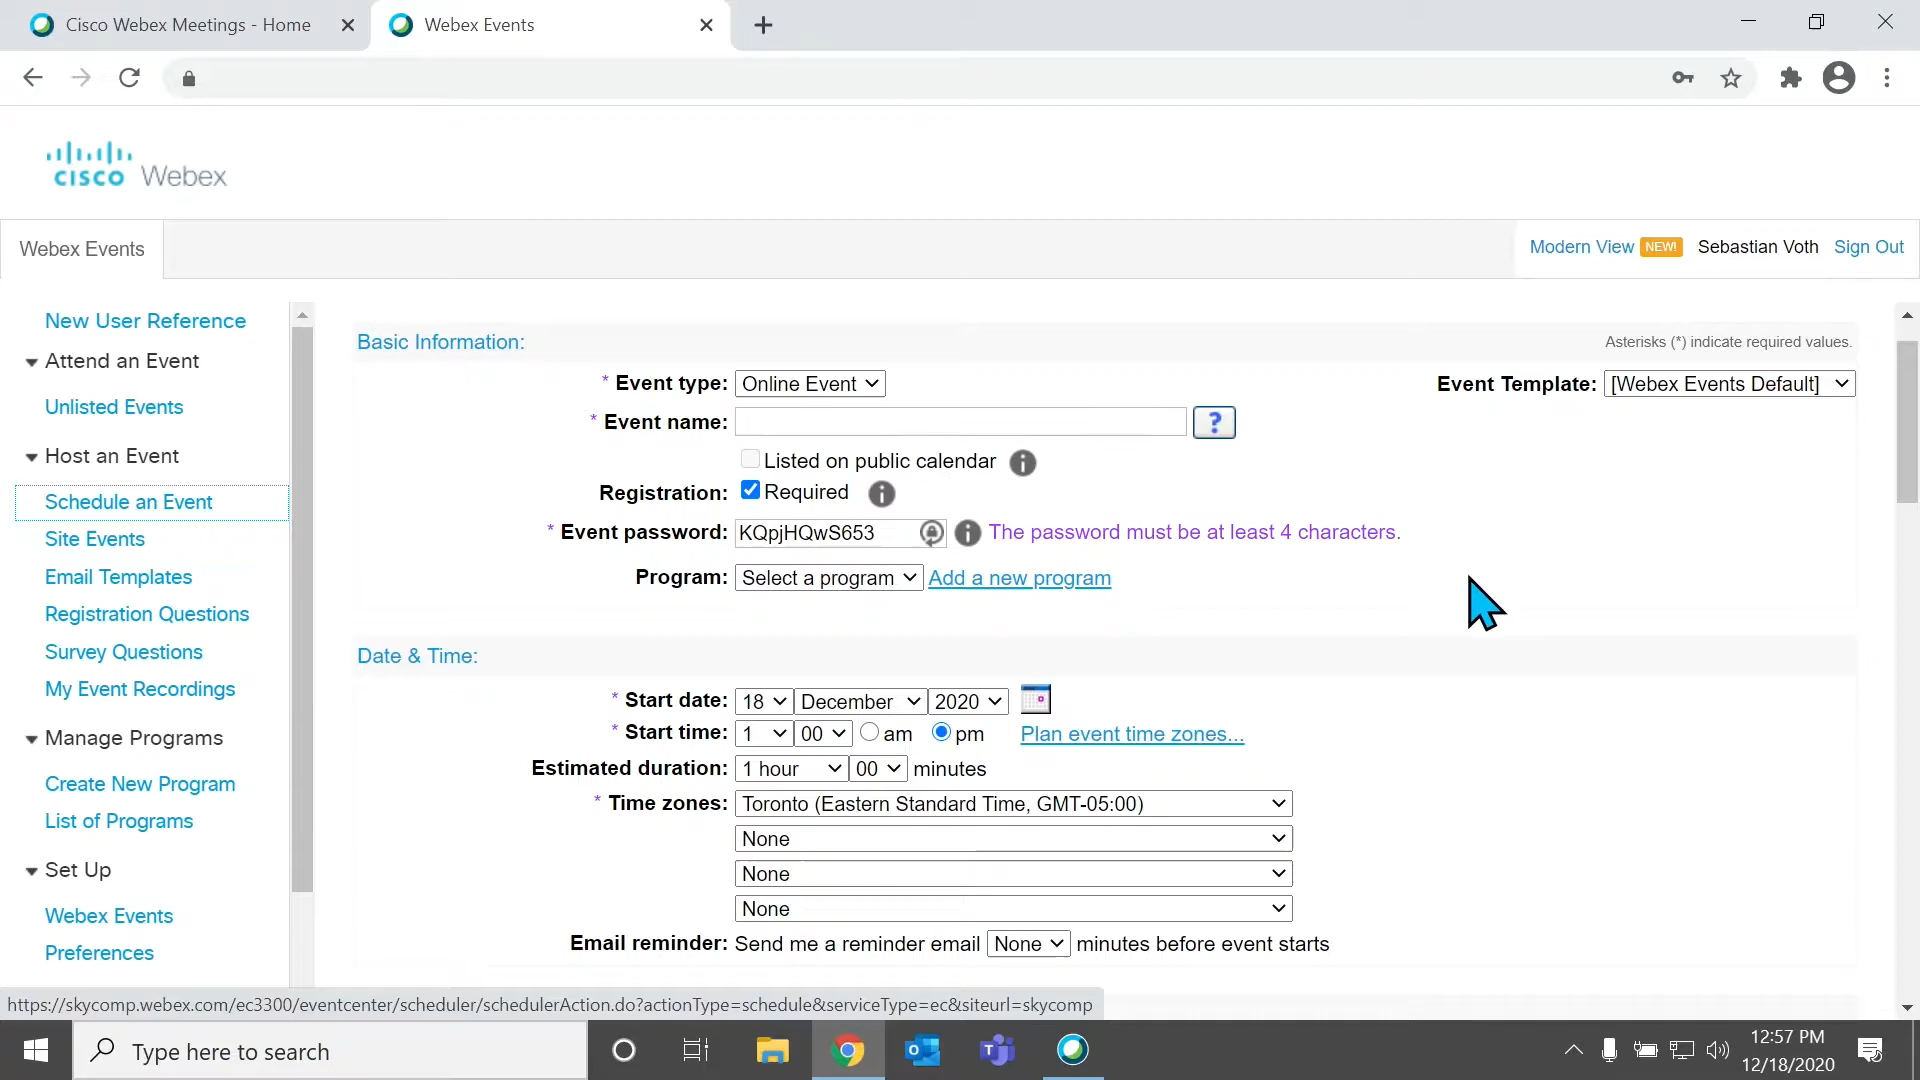 Cisco Webex Meetings - Home
Webex Events
CISCO Webex
Webex Events
Modern View NEW! Sebastian Voth Sign Out
New User Reference
Attend an Event
Unlisted Events
Host an Event
Schedule an Event
Site Events
Email Templates
Registration Questions
Survey Questions
My Event Recordings
Manage Programs
Create New Program
List of Programs
Set Up
Webex Events
Preferences
Basic Information:
Asterisks (*) indicate required values.
* Event type: Online Event
Event Template: [Webex Events Default]
* Event name: ?
Listed on public calendar i
Registration: Required i
* Event password: KQpjHQwS653 i The password must be at least 4 characters.
Program: Select a program Add a new program
Date & Time:
* Start date: 18 December 2020
* Start time: 1 00 am pm Plan event time zones...
Estimated duration: 1 hour 00 minutes
* Time zones: Toronto (Eastern Standard Time, GMT-05:00)
None
None
None
Email reminder: Send me a reminder email None minutes before event starts
https://skycomp.webex.com/ec3300/eventcenter/scheduler/schedulerAction.do?actionType=schedule&serviceType=ec&siteurl=skycomp
Type here to search
12:57 PM
12/18/2020